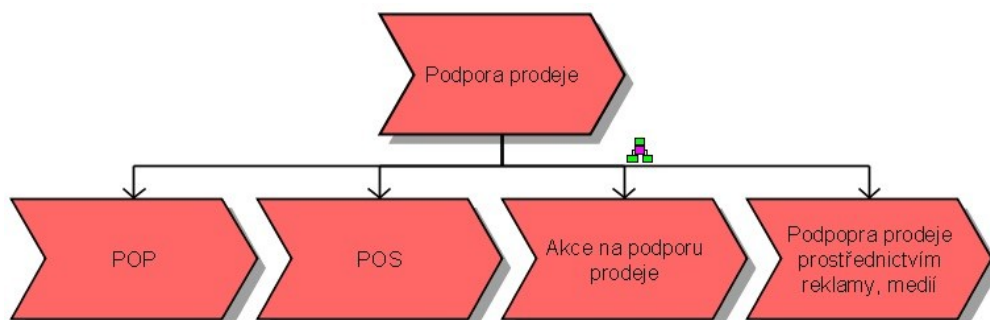 Podpora prodeje
POP
POS
Akce na podporu
prodeje
Podpopra prodeje
prostřednictvím
reklamy, medií